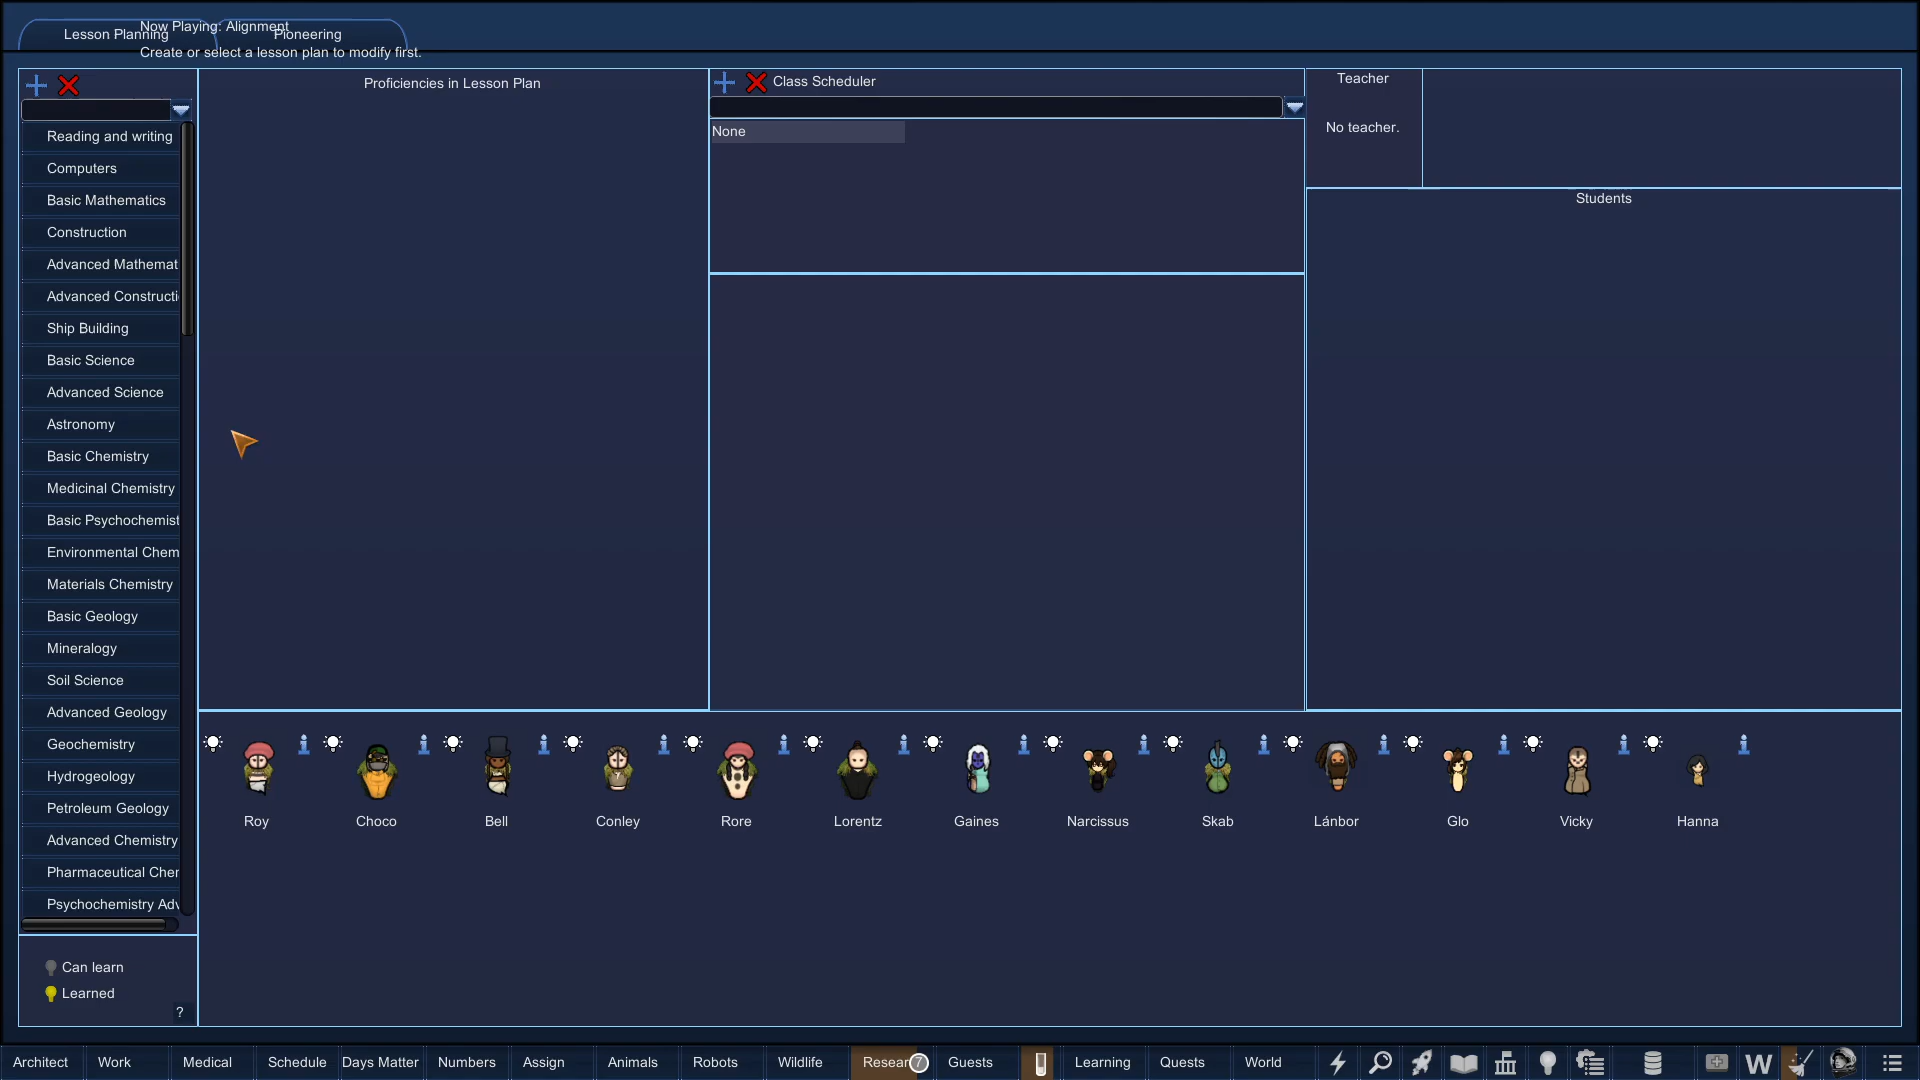 Lesson Planning
Pioneering
Now Playing: Alignment
Create or select a lesson plan to modify first.
Reading and writing
Computers
Basic Mathematics
Construction
Advanced Mathemat
Advanced Constructi
Ship Building
Basic Science
Advanced Science
Astronomy
Basic Chemistry
Medicinal Chemistry
Basic Psychochemist
Environmental Chem
Materials Chemistry
Basic Geology
Mineralogy
Soil Science
Advanced Geology
Geochemistry
Hydrogeology
Petroleum Geology
Advanced Chemistry
Pharmaceutical Cher
Psychochemistry Adv
Can learn
Learned
?
Proficiencies in Lesson Plan
Class Scheduler
None
Teacher
No teacher.
Students
Roy
Choco
Bell
Conley
Rore
Lorentz
Gaines
Narcissus
Skab
Lánbor
Glo
Vicky
Hanna
Architect
Work
Medical
Schedule
Days Matter
Numbers
Assign
Animals
Robots
Wildlife
Resear 7
Guests
Learning
Quests
World
W